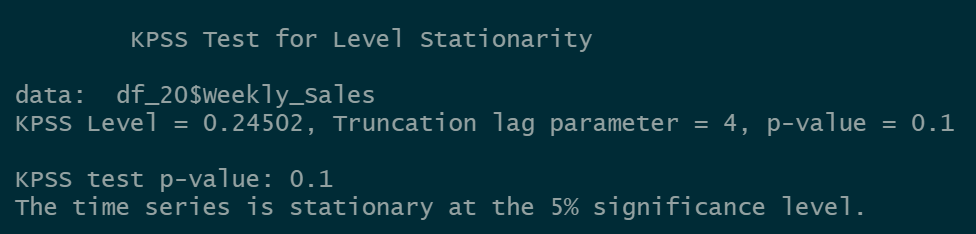 KPSS Test for Level Stationarity
data:  df_20$Weekly_Sales
KPSS Level = 0.24502, Truncation lag parameter = 4, p-value = 0.1
KPSS test p-value: 0.1
The time series is stationary at the 5% significance level.